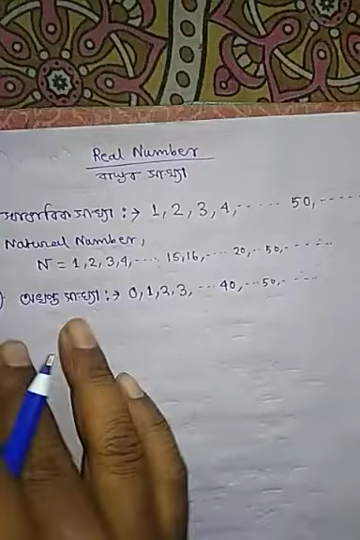 Real Number
বাস্তব সংখ্যা
স্বাভাবিক সংখ্যা :→ 1, 2, 3, 4, ------ 50, -----
Natural Number,
N = 1, 2, 3, 4, ---- 15, 16, ---- 20, -- 50, ------
) অখণ্ড সংখ্যা :→ 0, 1, 2, 3, --- 40, --- 50, -----